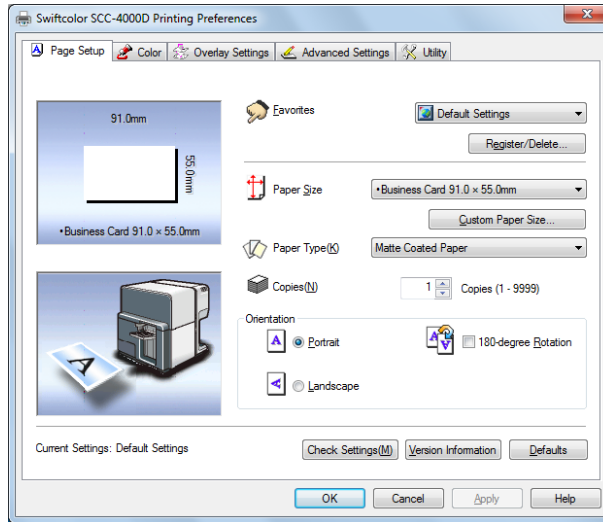 Swiftcolor SCC-4000D Printing Preferences
Page Setup Color Overlay Settings Advanced Settings Utility
91.0mm
55.0mm
•Business Card 91.0 × 55.0mm
Favorites Default Settings
Register/Delete...
Paper Size •Business Card 91.0 × 55.0mm
Custom Paper Size...
Paper Type(K) Matte Coated Paper
Copies(N) 1 Copies (1 - 9999)
Orientation
A Portrait 180-degree Rotation
A Landscape
Current Settings: Default Settings Check Settings(M) Version Information Defaults
OK Cancel Apply Help